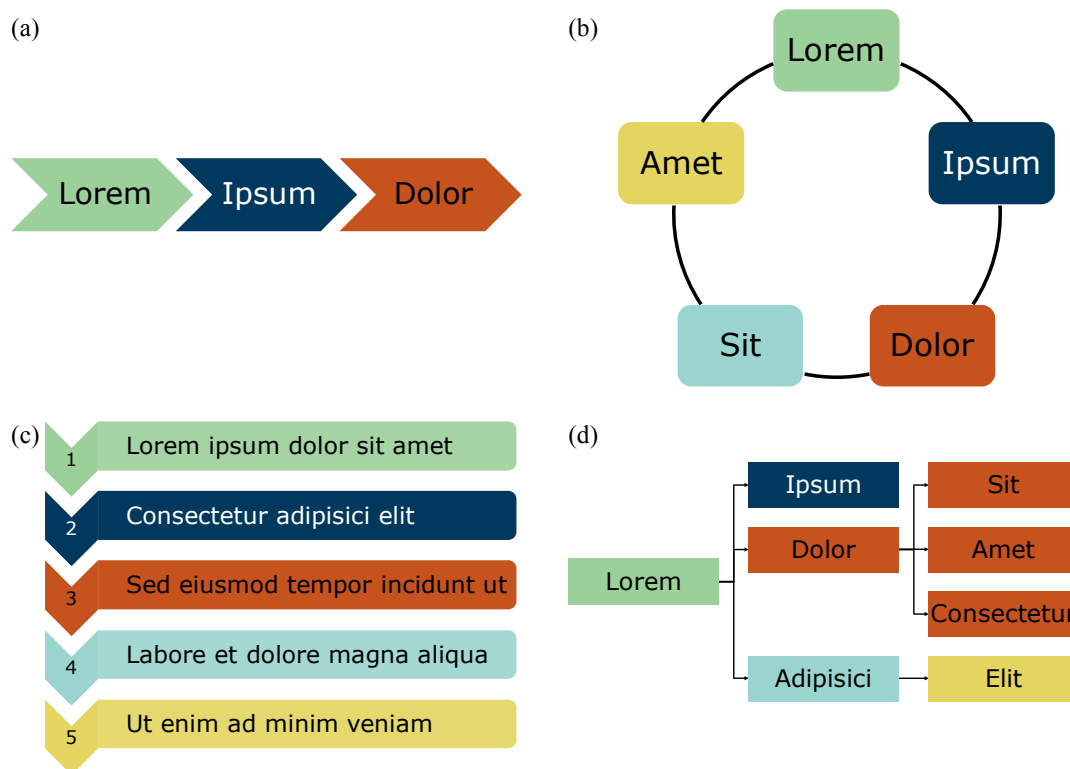 (a)
Lorem
Ipsum
Dolor
(b)
Lorem
Ipsum
Dolor
Sit
Amet
(c)
1 Lorem ipsum dolor sit amet
2 Consectetur adipisici elit
3 Sed eiusmod tempor incidunt ut
4 Labore et dolore magna aliqua
5 Ut enim ad minim veniam
(d)
Lorem
Ipsum
Dolor
Sit
Amet
Consectetur
Adipisici
Elit